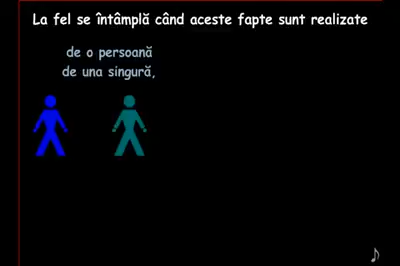 La fel se întâmplă când aceste fapte sunt realizate
de o persoană
de una singură,